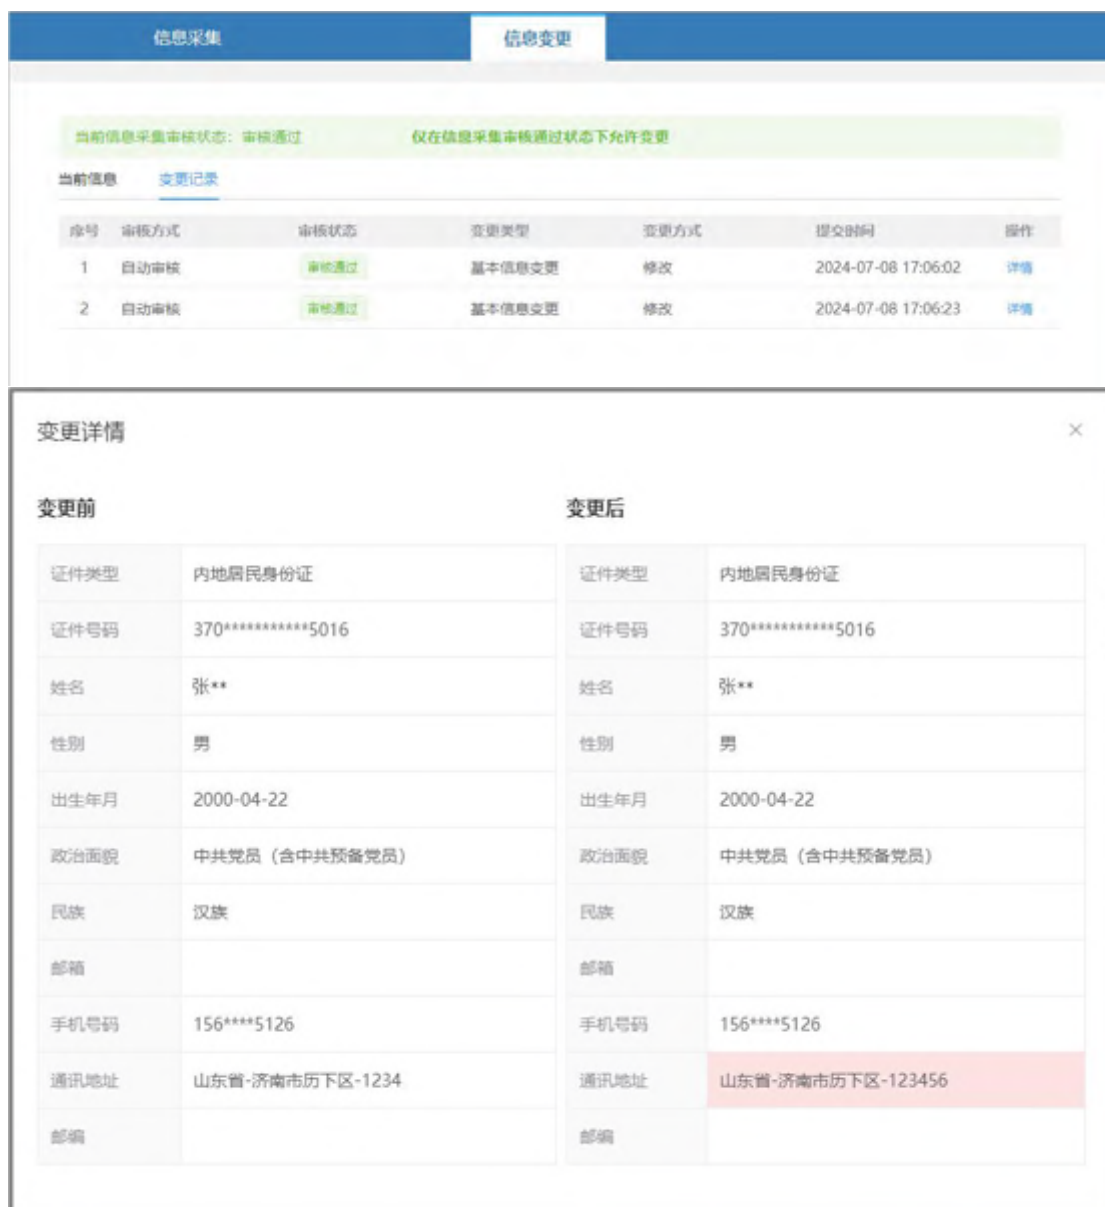 信息采集 信息变更
当前信息采集审核状态：审核通过 仅在信息采集审核通过状态下允许变更
当前信息 变更记录
序号 审核方式 审核状态 变更类型 变更方式 提交时间 操作
1 自动审核 审核通过 基本信息变更 修改 2024-07-08 17:06:02 详情
2 自动审核 审核通过 基本信息变更 修改 2024-07-08 17:06:23 详情
变更详情 ×
变更前 变更后
证件类型 内地居民身份证 证件类型 内地居民身份证
证件号码 370***********5016 证件号码 370***********5016
姓名 张** 姓名 张**
性别 男 性别 男
出生年月 2000-04-22 出生年月 2000-04-22
政治面貌 中共党员（含中共预备党员） 政治面貌 中共党员（含中共预备党员）
民族 汉族 民族 汉族
邮箱 邮箱
手机号码 156****5126 手机号码 156****5126
通讯地址 山东省-济南市历下区-1234 通讯地址 山东省-济南市历下区-123456
邮编 邮编